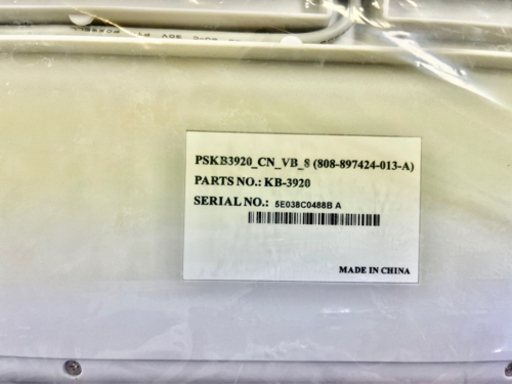 PSKB3920_CN_VB_8 (808-897424-013-A)
PARTS NO.: KB-3920
SERIAL NO.: 5E038C0488B A
MADE IN CHINA